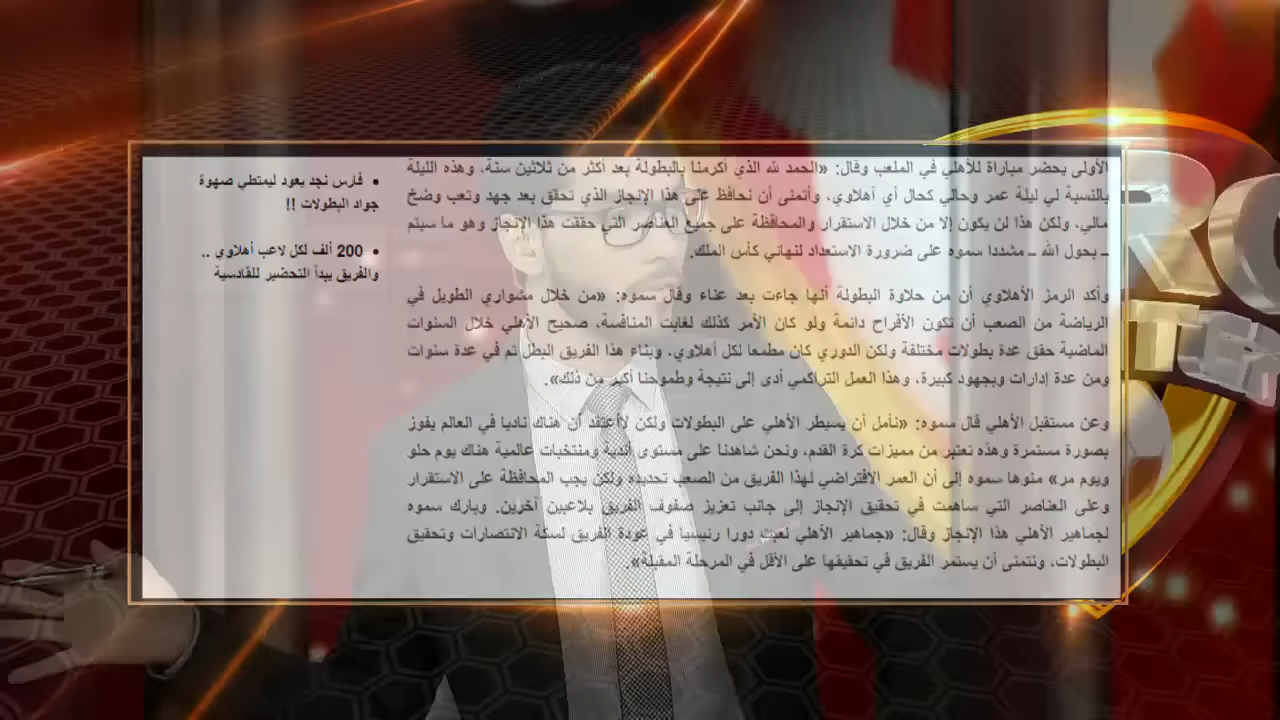 الأولى يحضر مباراة للأهلي في الملعب وقال: «الحمد لله الذي أكرمنا بالبطولة بعد أكثر من ثلاثين سنة، وهذه الليلة
بالنسبة لي ليلة عمر وحالي كحال أي أهلاوي، وأتمنى أن نحافظ على هذا الإنجاز الذي تحقق بعد جهد وتعب وضخ
مالي، ولكن هذا لن يكون إلا من خلال الاستقرار والمحافظة على جميع العناصر التي حققت هذا الإنجاز وهو ما سيتم
ـ بحول الله ـ مشددا سموه على ضرورة الاستعداد لنهائي كأس الملك.
وأكد الرمز الأهلاوي أن من حلاوة البطولة أنها جاءت بعد عناء وقال سموه: «من خلال مشواري الطويل في
الرياضة من الصعب أن تكون الأفراح دائمة ولو كان الأمر كذلك لغابت المنافسة، صحيح الأهلي خلال السنوات
الماضية حقق عدة بطولات مختلفة ولكن الدوري كان مطمعا لكل أهلاوي، وبناء هذا الفريق البطل تم في عدة سنوات
ومن عدة إدارات وبجهود كبيرة، وهذا العمل التراكمي أدى إلى نتيجة وطموحنا أكبر من ذلك».
وعن مستقبل الأهلي قال سموه: «نأمل أن يسيطر الأهلي على البطولات ولكن لاأعتقد أن هناك ناديا في العالم يفوز
بصورة مستمرة وهذه تعتبر من مميزات كرة القدم، ونحن شاهدنا على مستوى أندية ومنتخبات عالمية هناك يوم حلو
ويوم مر» منوها سموه إلى أن العمر الافتراضي لهذا الفريق من الصعب تحديده ولكن يجب المحافظة على الاستقرار
وعلى العناصر التي ساهمت في تحقيق الإنجاز إلى جانب تعزيز صفوف الفريق بلاعبين آخرين. وبارك سموه
لجماهير الأهلي هذا الإنجاز وقال: «جماهير الأهلي لعبت دورا رئيسيا في عودة الفريق لسكة الانتصارات وتحقيق
البطولات، ونتمنى أن يستمر الفريق في تحقيقها على الأقل في المرحلة المقبلة».
• فارس نجد يعود ليمتطي صهوة
جواد البطولات !!
• 200 ألف لكل لاعب أهلاوي ..
والفريق يبدأ التحضير للقادسية